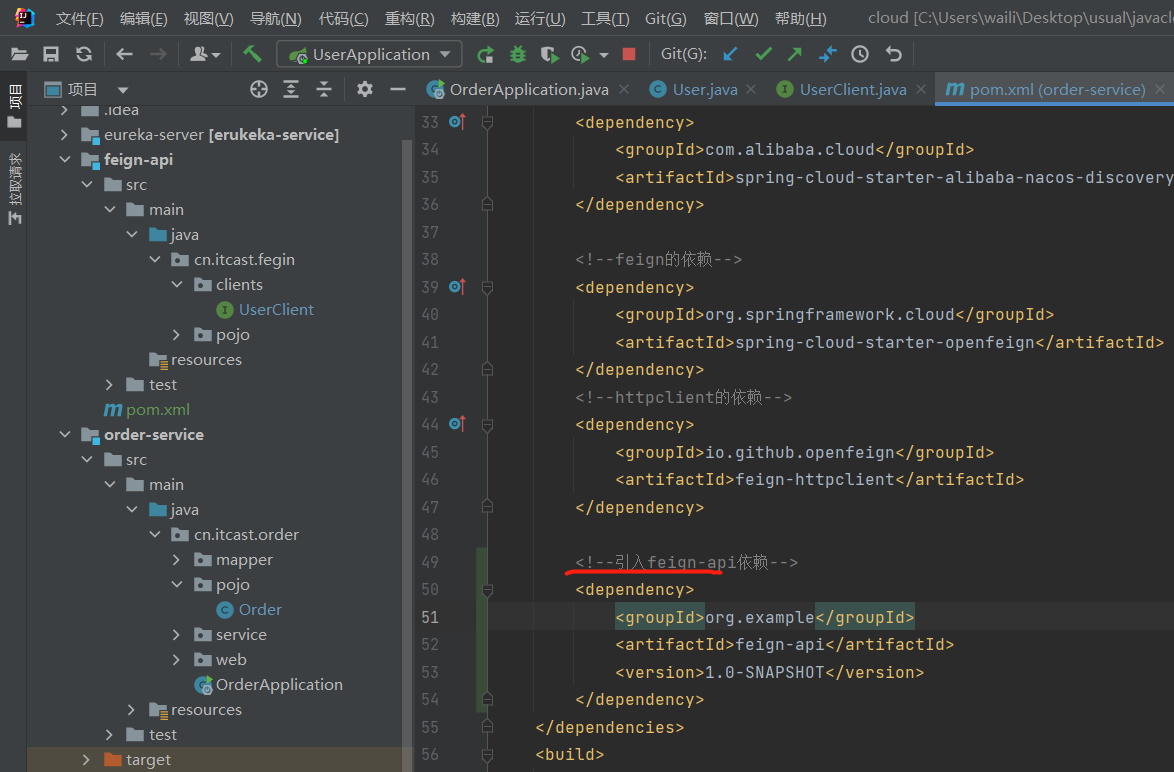 文件(F) 编辑(E) 视图(V) 导航(N) 代码(C) 重构(R) 构建(B) 运行(U) 工具(T) Git(G) 窗口(W) 帮助(H) cloud [C:\Users\waili\Desktop\usual\javaclo
UserApplication Git(G):
项目
拉取请求
项目
OrderApplication.java User.java UserClient.java pom.xml (order-service)
.idea
eureka-server [erukeka-service]
feign-api
src
main
java
cn.itcast.fegin
clients
UserClient
pojo
resources
test
pom.xml
order-service
src
main
java
cn.itcast.order
mapper
pojo
Order
service
web
OrderApplication
resources
test
target
33 <dependency>
34 <groupId>com.alibaba.cloud</groupId>
35 <artifactId>spring-cloud-starter-alibaba-nacos-discovery
36 </dependency>
37
38 <!--feign的依赖-->
39 <dependency>
40 <groupId>org.springframework.cloud</groupId>
41 <artifactId>spring-cloud-starter-openfeign</artifactId>
42 </dependency>
43 <!--httpclient的依赖-->
44 <dependency>
45 <groupId>io.github.openfeign</groupId>
46 <artifactId>feign-httpclient</artifactId>
47 </dependency>
48
49 <!--引入feign-api依赖-->
50 <dependency>
51 <groupId>org.example</groupId>
52 <artifactId>feign-api</artifactId>
53 <version>1.0-SNAPSHOT</version>
54 </dependency>
55 </dependencies>
56 <build>